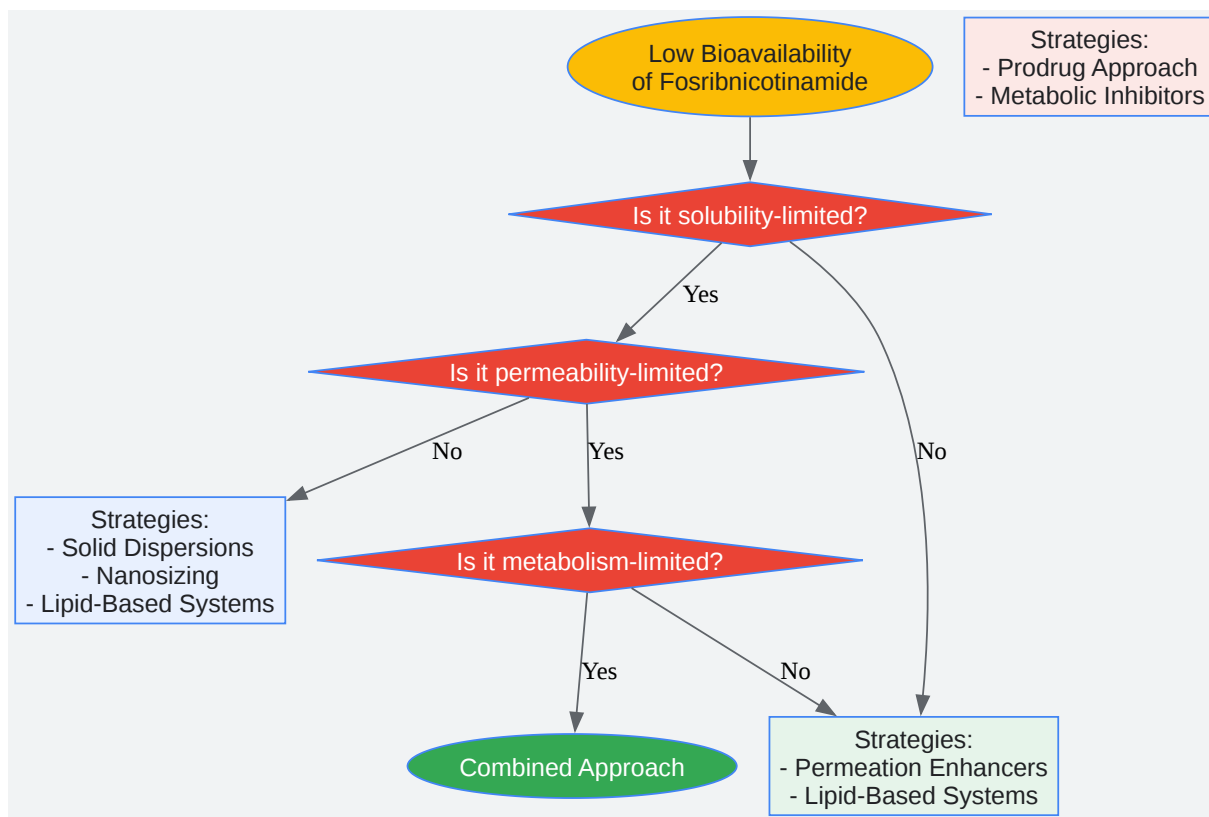 Low Bioavailability
of Fosribnicotinamide
Strategies:
- Prodrug Approach
- Metabolic Inhibitors
Is it solubility-limited?
Yes
Is it permeability-limited?
No
Yes
No
Strategies:
- Solid Dispersions
- Nanosizing
- Lipid-Based Systems
Is it metabolism-limited?
Yes
No
Combined Approach
Strategies:
- Permeation Enhancers
- Lipid-Based Systems